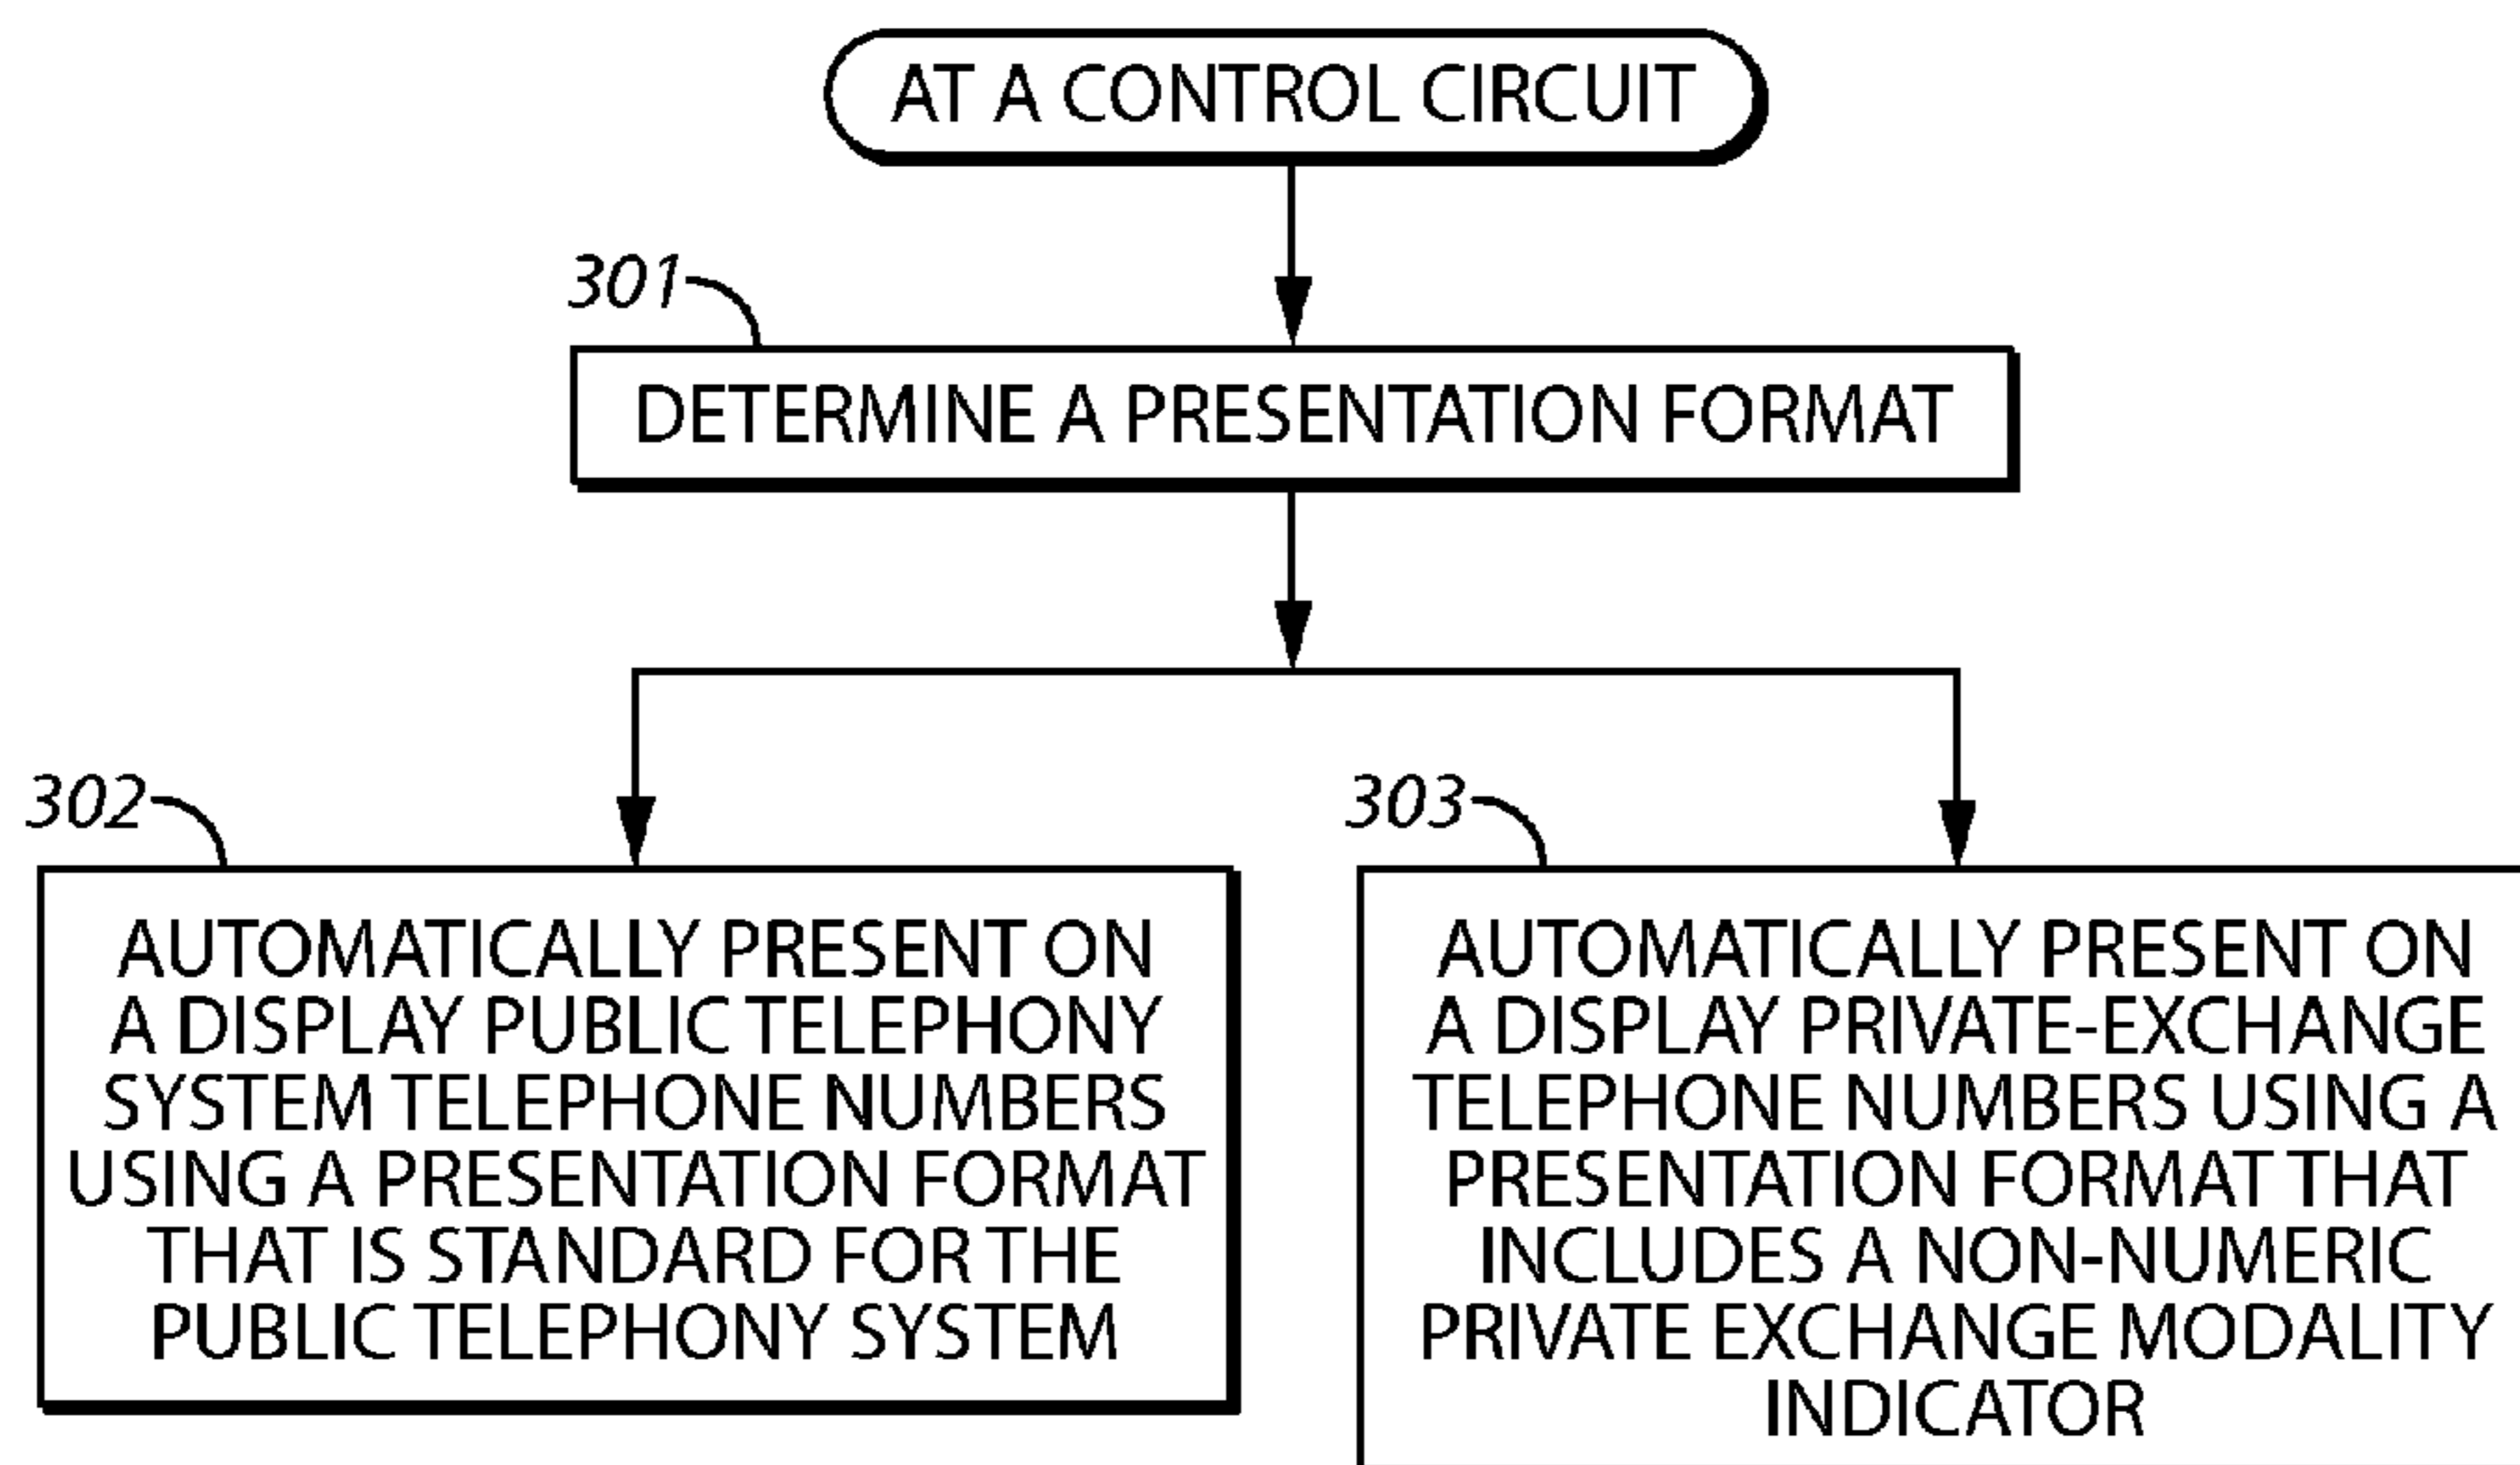 AT A CONTROL CIRCUIT
301
DETERMINE A PRESENTATION FORMAT
302
AUTOMATICALLY PRESENT ON
A DISPLAY PUBLIC TELEPHONY
SYSTEM TELEPHONE NUMBERS
USING A PRESENTATION FORMAT
THAT IS STANDARD FOR THE
PUBLIC TELEPHONY SYSTEM
303
AUTOMATICALLY PRESENT ON
A DISPLAY PRIVATE-EXCHANGE
TELEPHONE NUMBERS USING A
PRESENTATION FORMAT THAT
INCLUDES A NON-NUMERIC
PRIVATE EXCHANGE MODALITY
INDICATOR